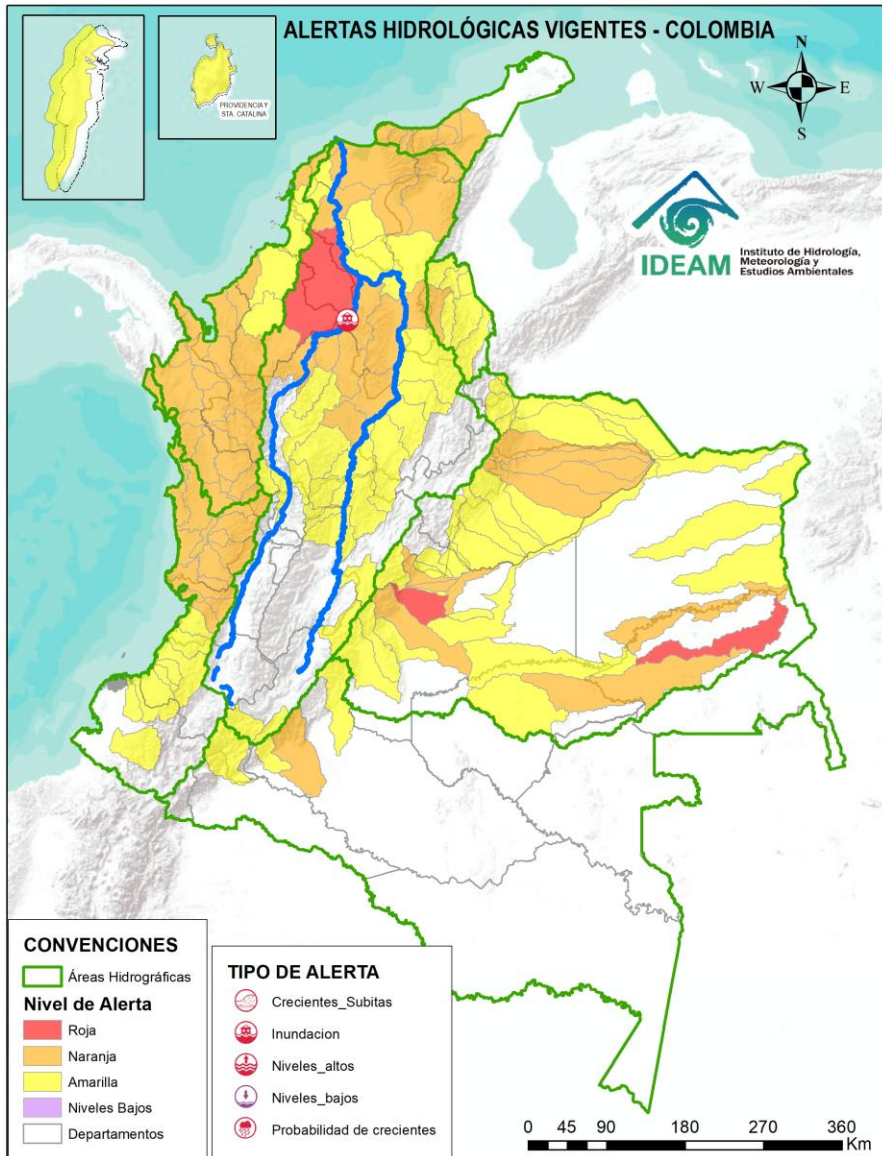 ALERTAS HIDROLÓGICAS VIGENTES - COLOMBIA
PROVIDENCIA Y
STA. CATALINA
N
W
E
S
IDEAM
Instituto de Hidrología,
Meteorología y
Estudios Ambientales
CONVENCIONES
Áreas Hidrográficas
Nivel de Alerta
Roja
Naranja
Amarilla
Niveles Bajos
Departamentos
TIPO DE ALERTA
Crecientes_Subitas
Inundacion
Niveles_altos
Niveles_bajos
Probabilidad de crecientes
0 45 90 180 270 360
Km